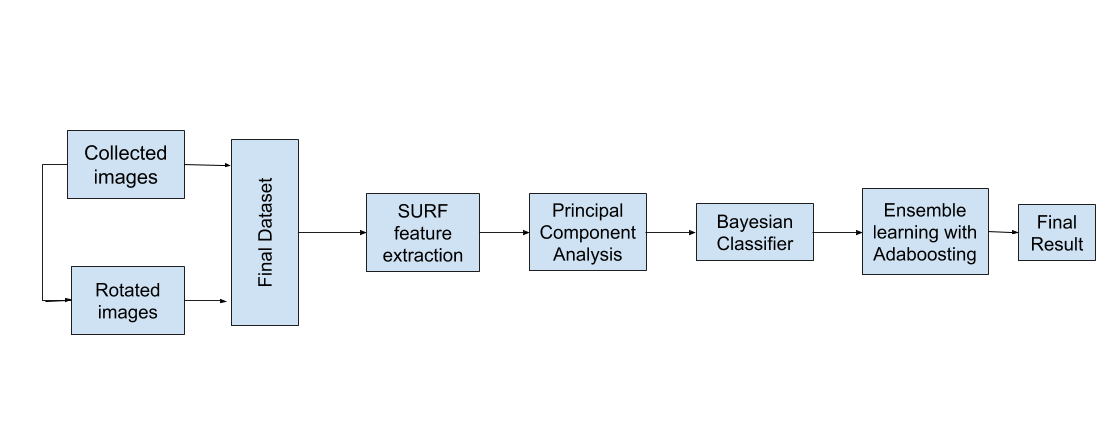 Collected
images
Rotated
images
Final Dataset
SURF
feature
extraction
Principal
Component
Analysis
Bayesian
Classifier
Ensemble
learning with
Adaboosting
Final
Result